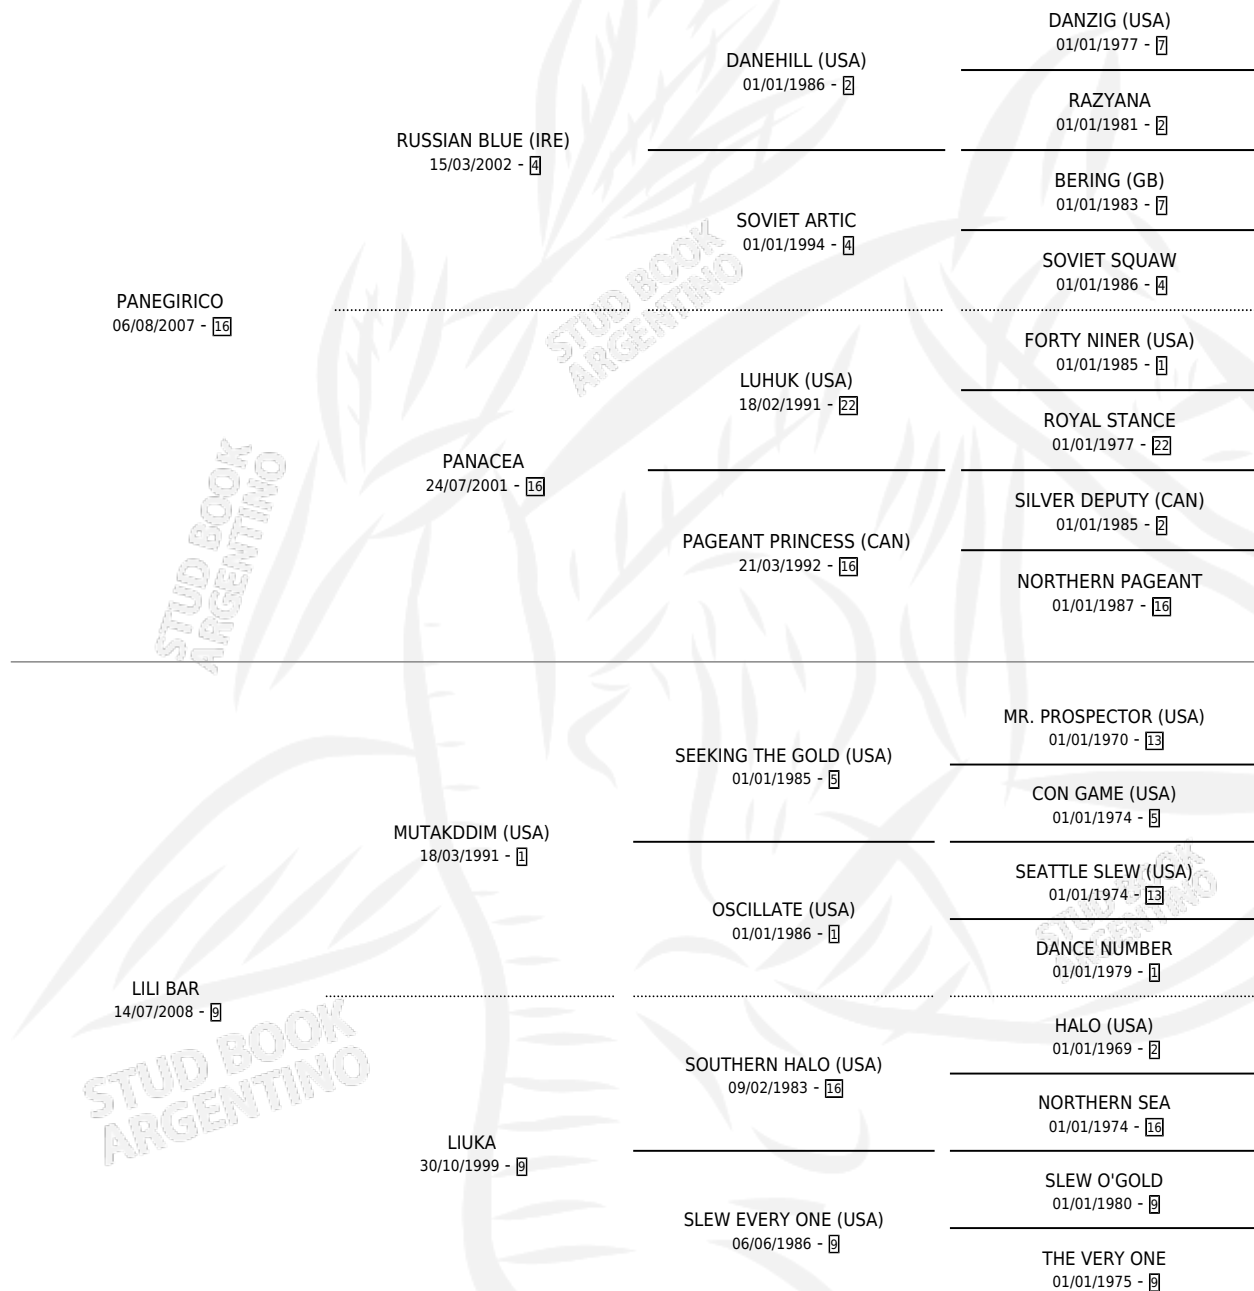 DANZIG (USA)
01/01/1977 - 7
DANEHILL (USA)
01/01/1986 - 2
RAZYANA
01/01/1981 - 2
RUSSIAN BLUE (IRE)
15/03/2002 - 4
BERING (GB)
01/01/1983 - 7
SOVIET ARTIC
01/01/1994 - 4
SOVIET SQUAW
01/01/1986 - 4
PANEGIRICO
06/08/2007 - 16
STUD BOOK
ARGENTINO
FORTY NINER (USA)
01/01/1985 - 1
LUHUK (USA)
18/02/1991 - 22
ROYAL STANCE
01/01/1977 - 22
PANACEA
24/07/2001 - 16
SILVER DEPUTY (CAN)
01/01/1985 - 2
PAGEANT PRINCESS (CAN)
21/03/1992 - 16
NORTHERN PAGEANT
01/01/1987 - 16
STUD BOOK
ARGENTINO
MR. PROSPECTOR (USA)
01/01/1970 - 13
SEEKING THE GOLD (USA)
01/01/1985 - 5
CON GAME (USA)
01/01/1974 - 5
MUTAKDDIM (USA)
18/03/1991 - 1
SEATTLE SLEW (USA)
01/01/1974 - 13
STUD BOOK
ARGENTINO
OSCILLATE (USA)
01/01/1986 - 1
DANCE NUMBER
01/01/1979 - 1
LILI BAR
14/07/2008 - 9
STUD BOOK
ARGENTINO
HALO (USA)
01/01/1969 - 2
SOUTHERN HALO (USA)
09/02/1983 - 16
NORTHERN SEA
01/01/1974 - 16
LIUKA
30/10/1999 - 9
SLEW O'GOLD
01/01/1980 - 9
SLEW EVERY ONE (USA)
06/06/1986 - 9
THE VERY ONE
01/01/1975 - 9